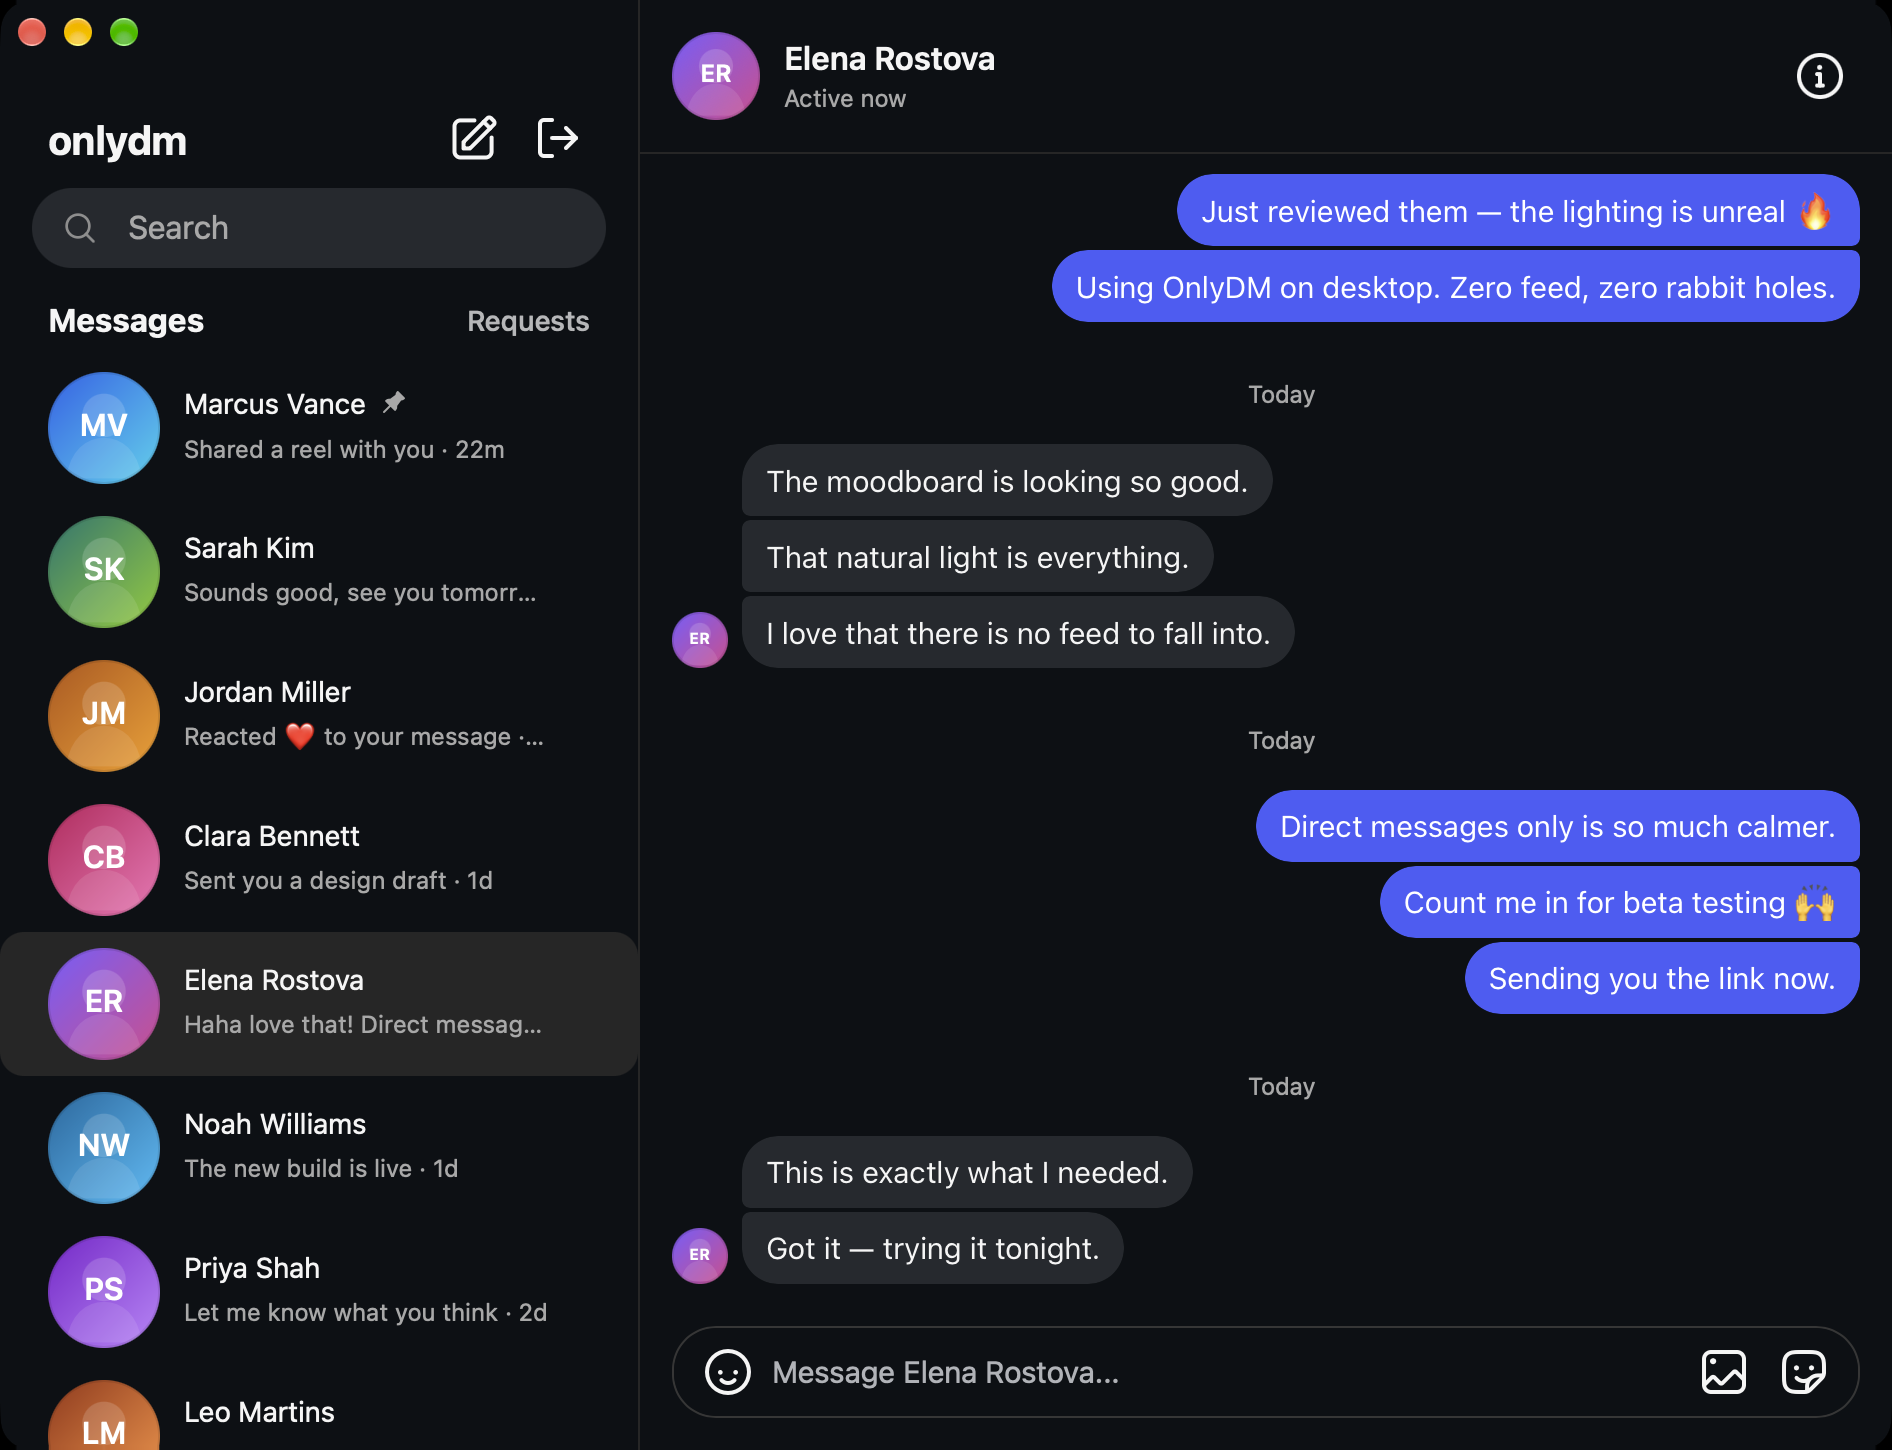 onlydm
Search
Messages
Requests
MV
Marcus Vance
Shared a reel with you · 22m
SK
Sarah Kim
Sounds good, see you tomorr...
JM
Jordan Miller
Reacted ❤️ to your message ·...
CB
Clara Bennett
Sent you a design draft · 1d
ER
Elena Rostova
Haha love that! Direct messag...
NW
Noah Williams
The new build is live · 1d
PS
Priya Shah
Let me know what you think · 2d
LM
Leo Martins
ER
Elena Rostova
Active now
Just reviewed them — the lighting is unreal 🔥
Using OnlyDM on desktop. Zero feed, zero rabbit holes.
Today
The moodboard is looking so good.
That natural light is everything.
I love that there is no feed to fall into.
ER
Today
Direct messages only is so much calmer.
Count me in for beta testing 🙌
Sending you the link now.
Today
This is exactly what I needed.
Got it — trying it tonight.
ER
Message Elena Rostova...